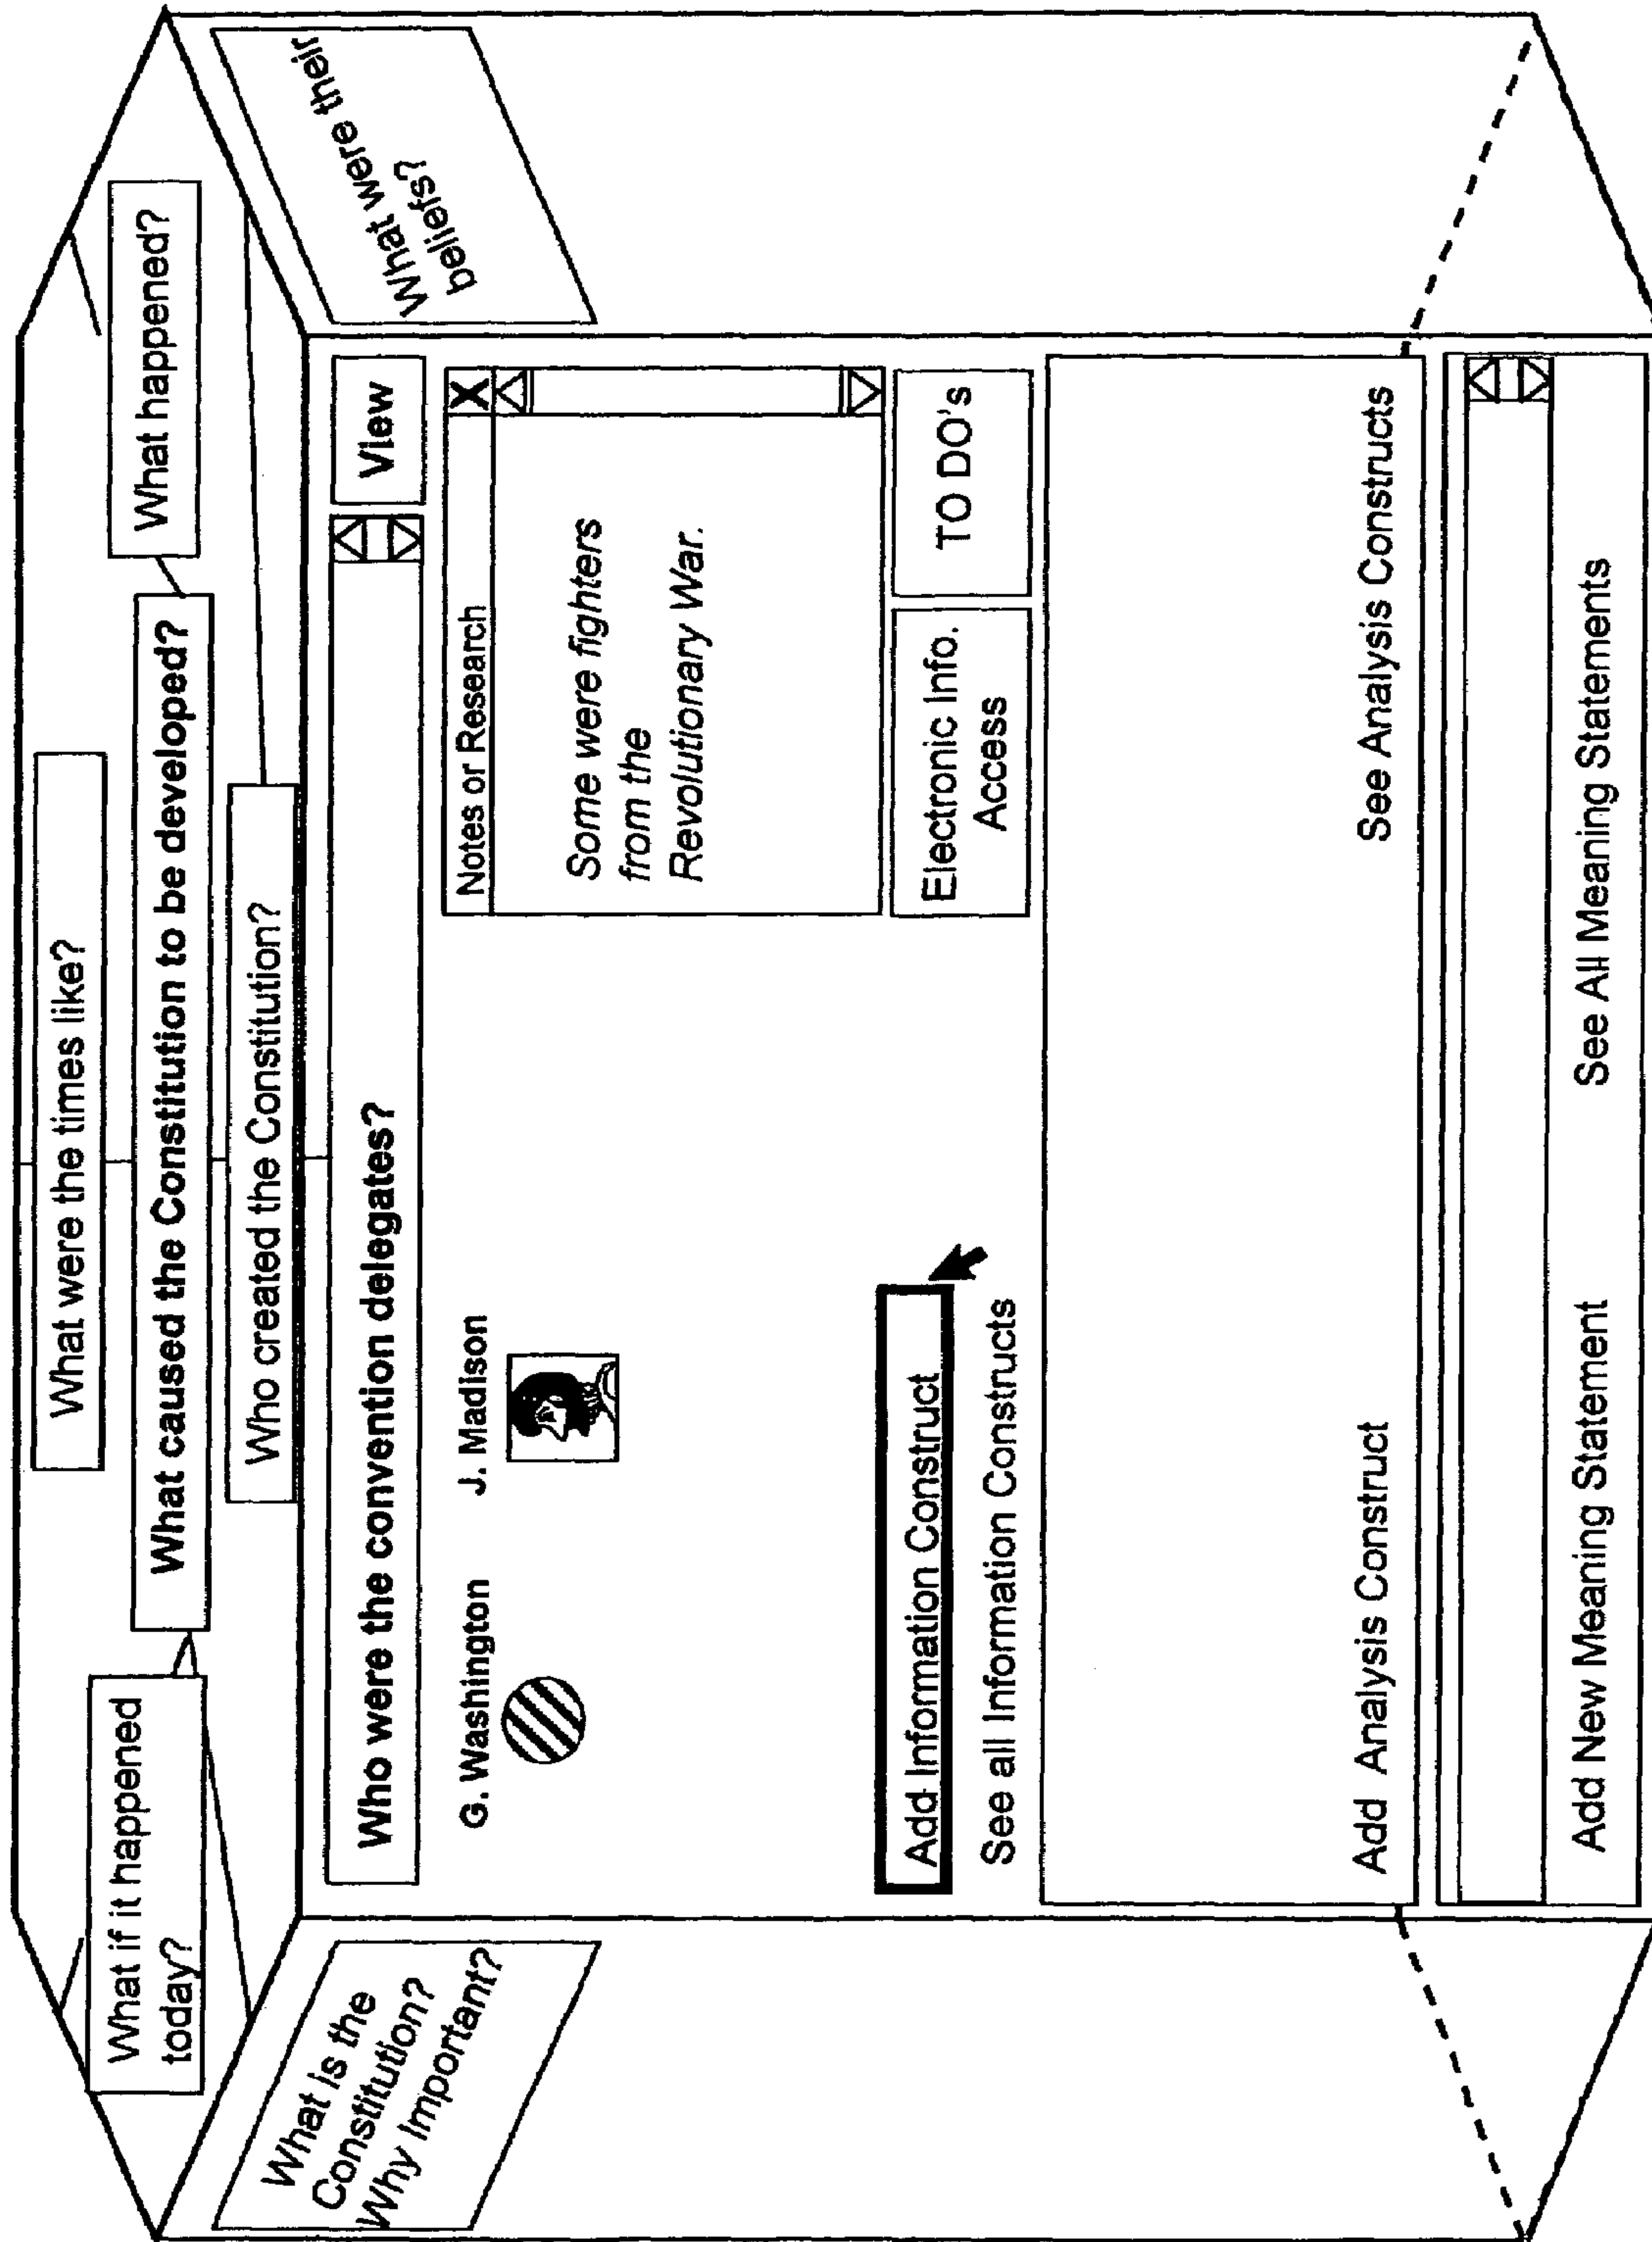 What were the times like?
What if it happened
today?
What caused the Constitution to be developed?
What happened?
Who created the Constitution?
What is the
Constitution?
Why Important?
Who were the convention delegates?
View
What were their
beliefs?
G. Washington
J. Madison
Notes or Research
X
Some were fighters
from the
Revolutionary War.
Add Information Construct
See all Information Constructs
Electronic Info.
Access
TO DO's
Add Analysis Construct
See Analysis Constructs
Add New Meaning Statement
See All Meaning Statements